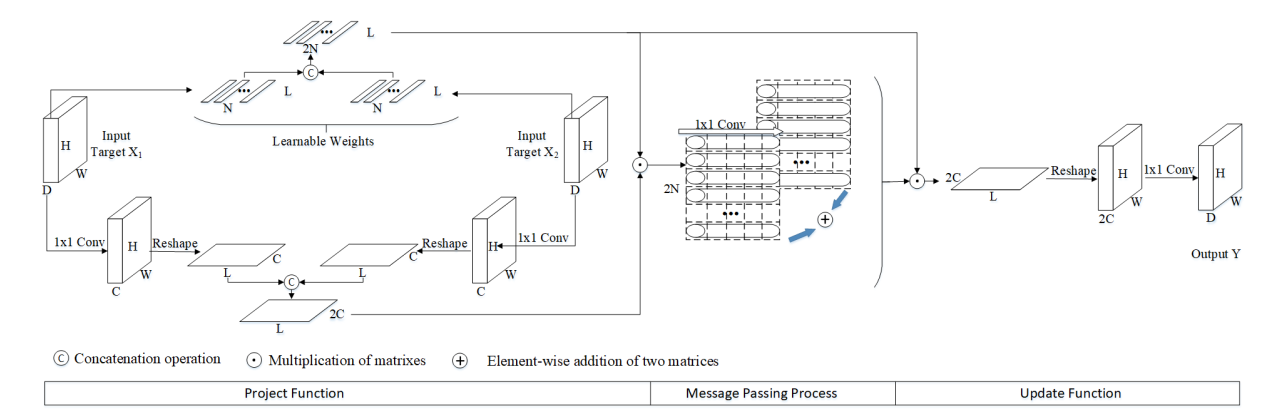 L
2N
C
N
L
N
L
Learnable Weights
H
W
D
Input
Target X₁
Input
Target X₂
H
W
D
1x1 Conv
2N
1x1 Conv
H
W
C
Reshape
L
C
L
C
Reshape
H
W
C
1x1 Conv
C
L
2C
2C
L
Reshape
H
W
2C
1x1 Conv
H
W
D
Output Y
C Concatenation operation
Multiplication of matrixes
Element-wise addition of two matrices
Project Function
Message Passing Process
Update Function